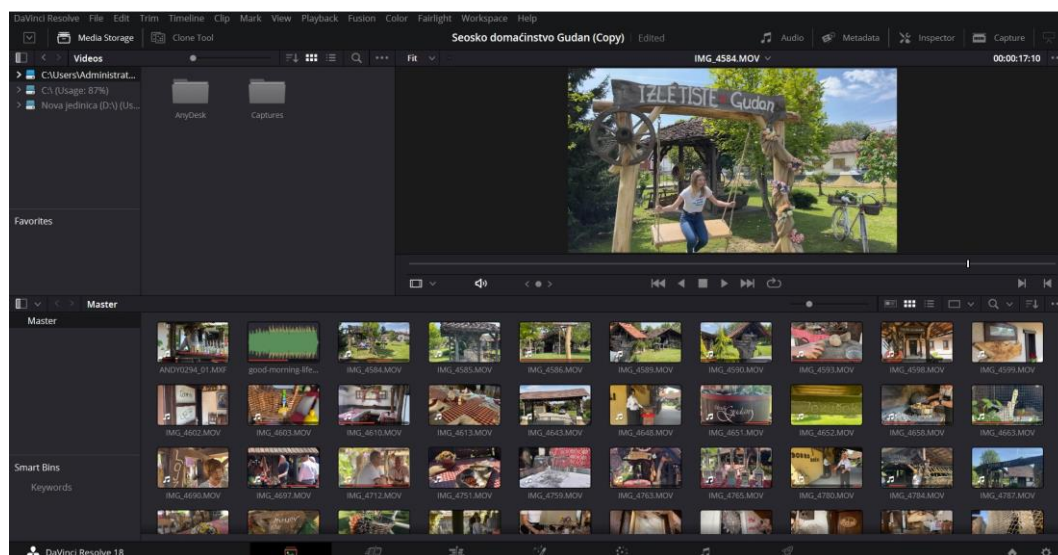 DaVinci Resolve File Edit Trim Timeline Clip Mark View Playback Fusion Color Fairlight Workspace Help
Media Storage Clone Tool Seosko domaćinstvo Gudan (Copy) Edited Audio Metadata Inspector Capture
Videos Fit IMG_4584.MOV 00:00:17:10
C:\Users\Administrat...
C:\ (Usage: 87%)
Nova jedinica (D:\) (Us...
AnyDesk Captures
IZLETIŠTE Gudan
Favorites
Master
Master
ANDY0294_01.MXF good-morning-life... IMG_4584.MOV IMG_4585.MOV IMG_4586.MOV IMG_4589.MOV IMG_4590.MOV IMG_4593.MOV IMG_4598.MOV IMG_4599.MOV
IMG_4602.MOV IMG_4603.MOV IMG_4610.MOV IMG_4613.MOV IMG_4643.MOV IMG_4648.MOV IMG_4651.MOV IMG_4652.MOV IMG_4658.MOV IMG_4663.MOV
Smart Bins
Keywords
IMG_4690.MOV IMG_4697.MOV IMG_4712.MOV IMG_4751.MOV IMG_4759.MOV IMG_4763.MOV IMG_4765.MOV IMG_4780.MOV IMG_4784.MOV IMG_4787.MOV
DaVinci Resolve 18